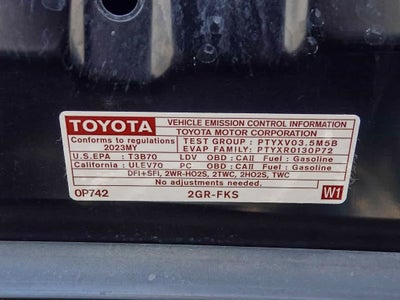 TOYOTA
VEHICLE EMISSION CONTROL INFORMATION
TOYOTA MOTOR CORPORATION
Conforms to regulations
2023MY
TEST GROUP : PTYXV03.5M5B
EVAP FAMILY: PTYXR0130P72
U.S.EPA : T3B70 LDV OBD : CAII Fuel : Gasoline
California : ULEV70 PC OBD : CAII Fuel : Gasoline
DFI+SFI, 2WR-HO2S, 2TWC, 2HO2S, TWC
No adjustments needed.
0P742 2GR-FKS W1